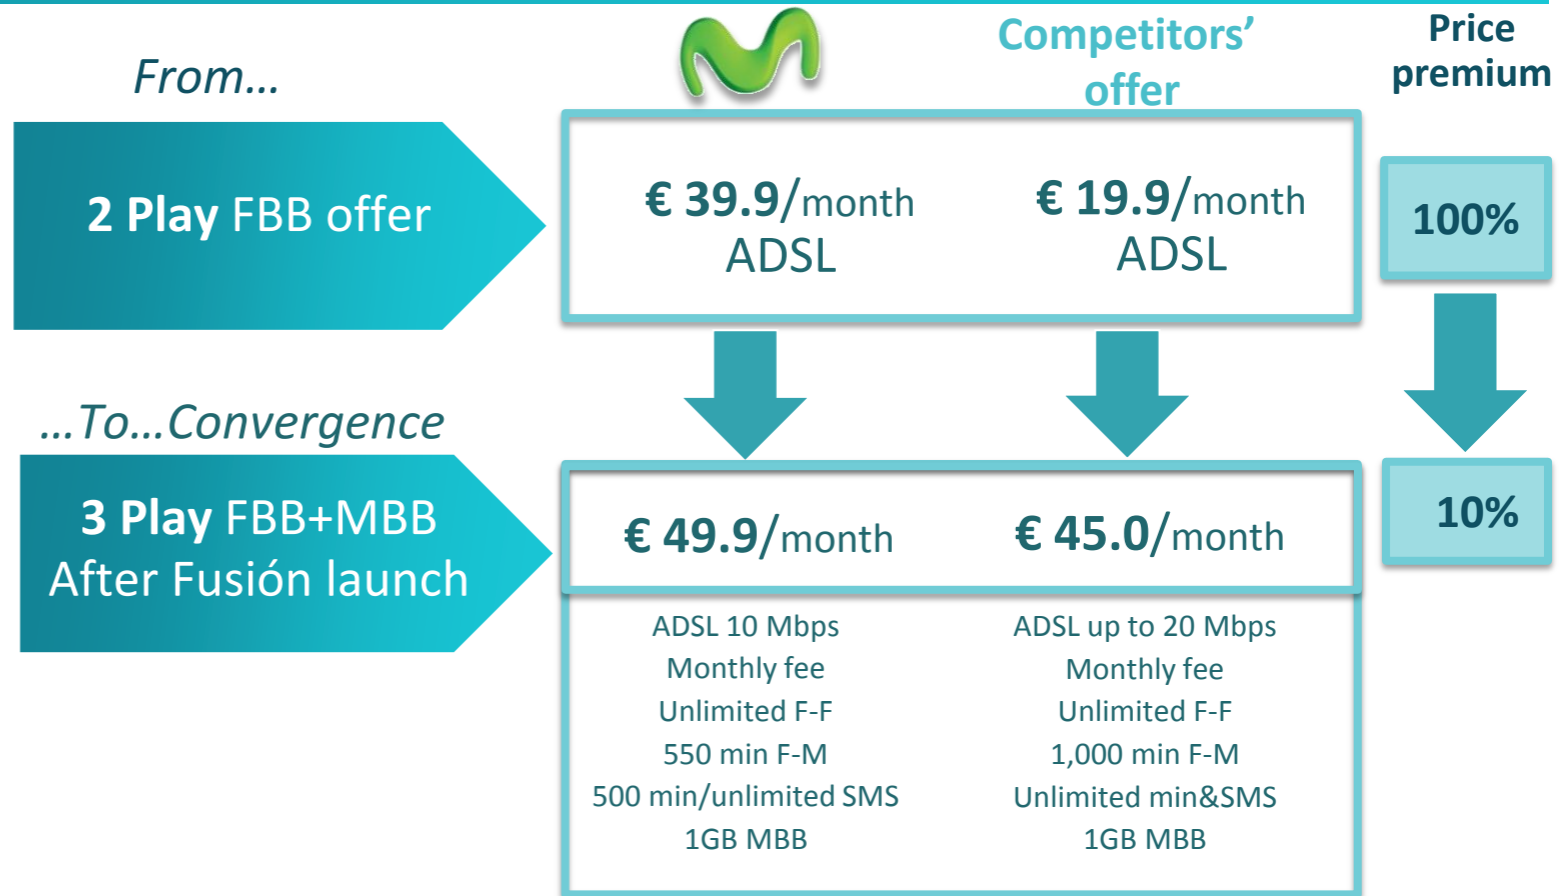 From...
Competitors'
offer
Price
premium
2 Play FBB offer
€ 39.9/month
ADSL
€ 19.9/month
ADSL
100%
...To...Convergence
3 Play FBB+MBB
After Fusión launch
€ 49.9/month
€ 45.0/month
10%
ADSL 10 Mbps
Monthly fee
Unlimited F-F
550 min F-M
500 min/unlimited SMS
1GB MBB
ADSL up to 20 Mbps
Monthly fee
Unlimited F-F
1,000 min F-M
Unlimited min&SMS
1GB MBB